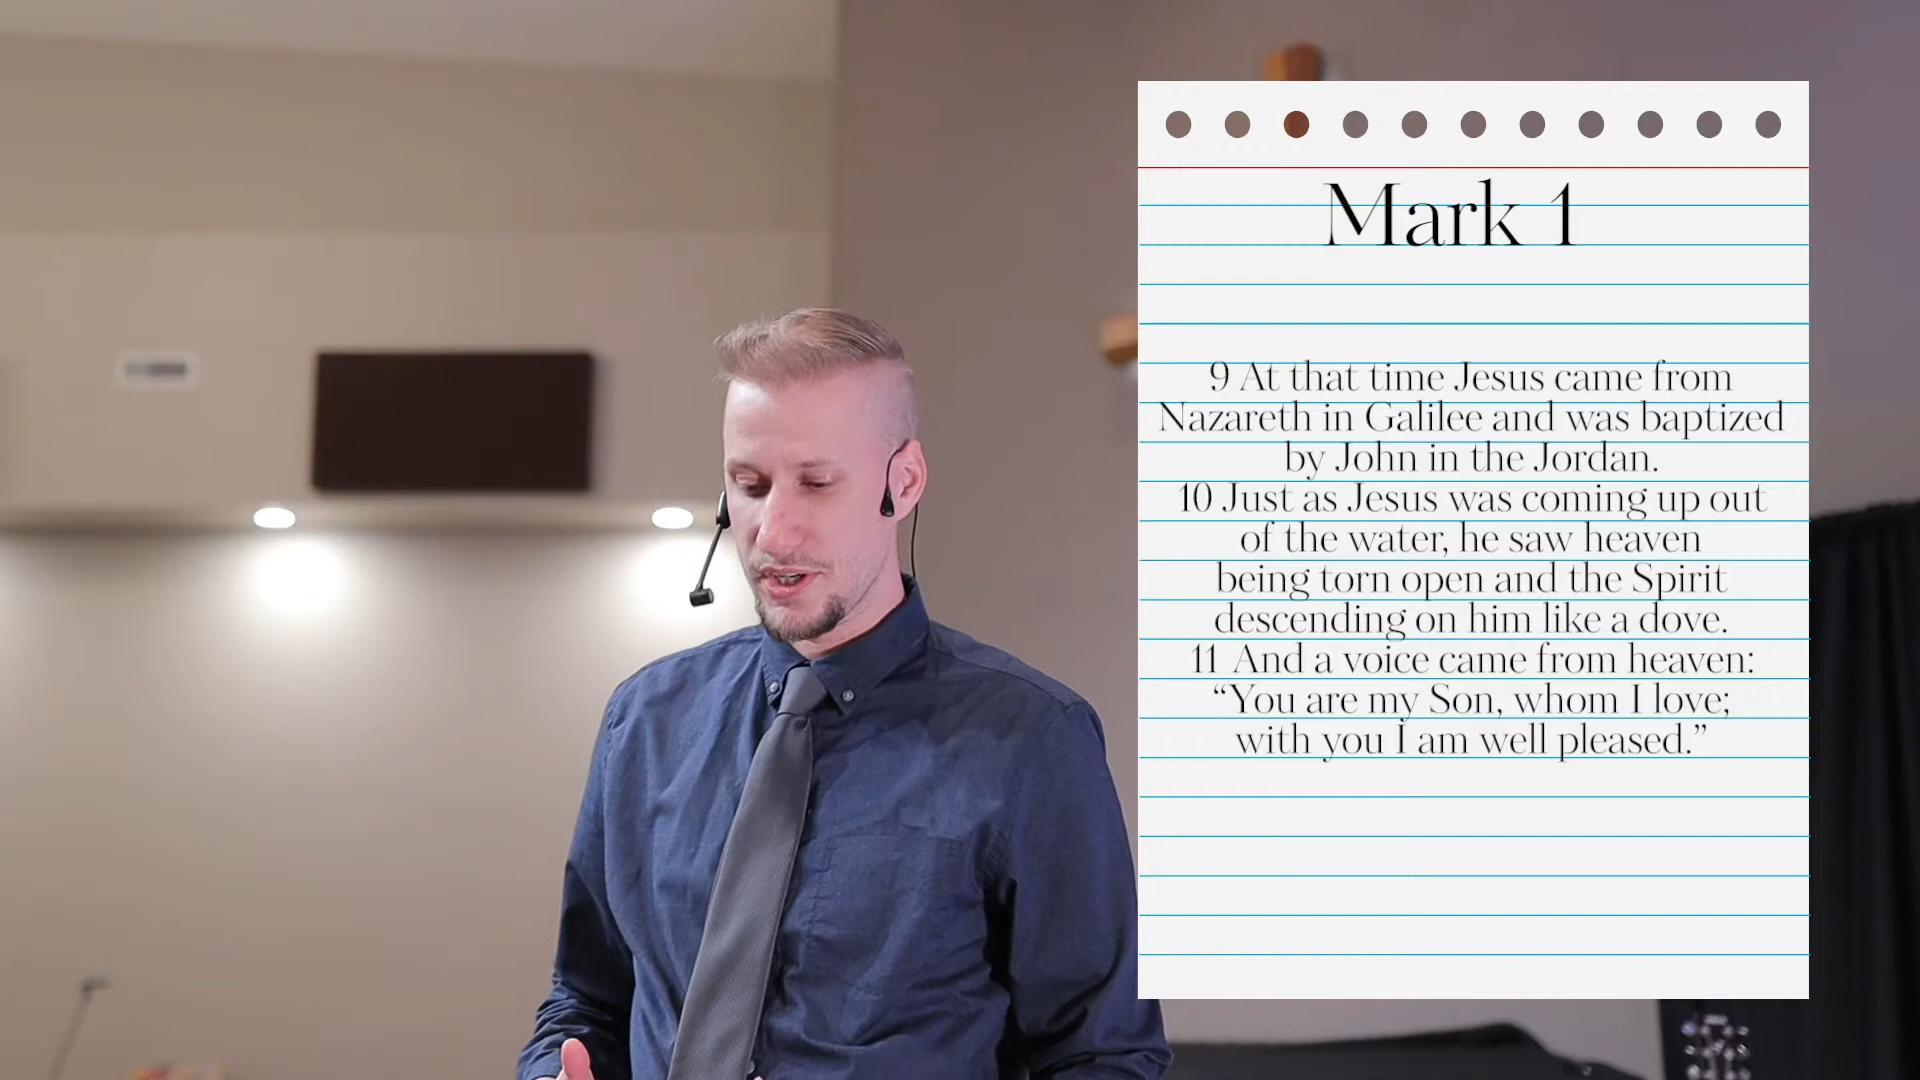 Mark 1
9 At that time Jesus came from
Nazareth in Galilee and was baptized
by John in the Jordan.
10 Just as Jesus was coming up out
of the water, he saw heaven
being torn open and the Spirit
descending on him like a dove.
11 And a voice came from heaven:
“You are my Son, whom I love;
with you I am well pleased.”